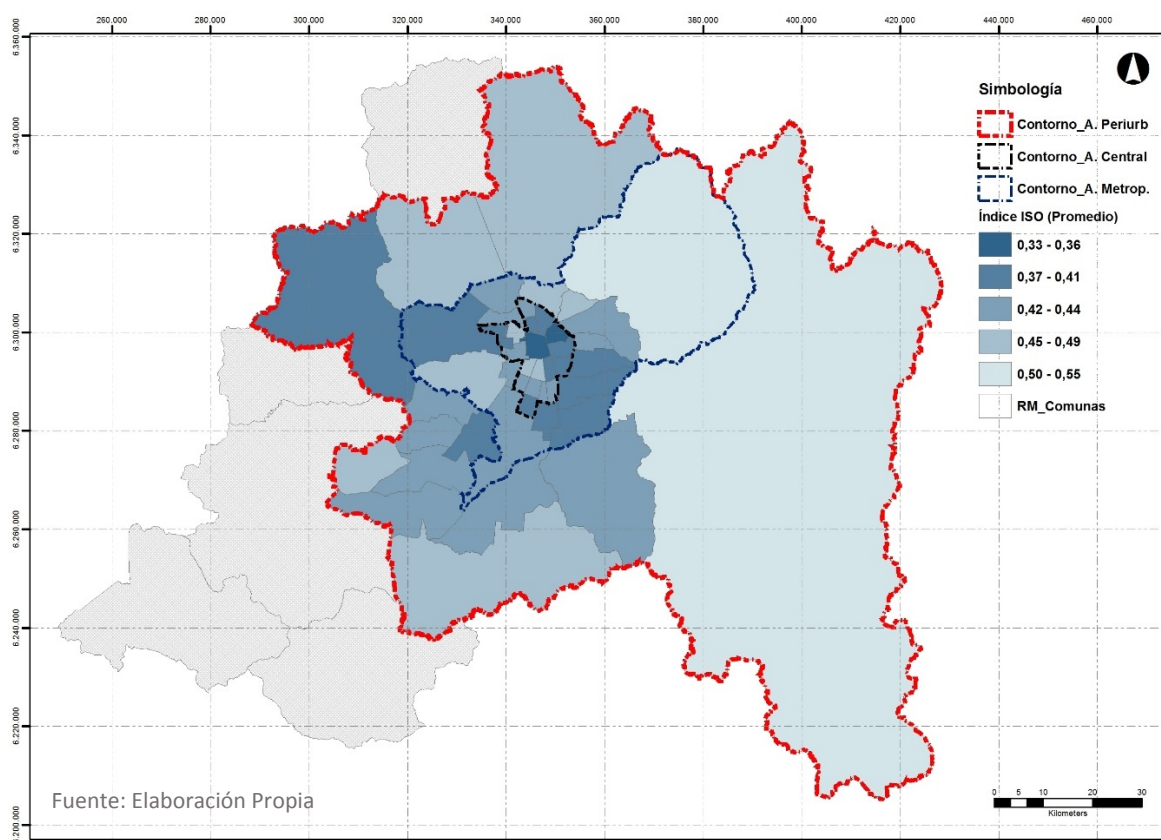 260.000 280.000 300.000 320.000 340.000 360.000 380.000 400.000 420.000 440.000 460.000
6.360.000
6.340.000
6.320.000
6.300.000
6.280.000
6.260.000
6.240.000
6.220.000
6.200.000
Simbología
Contorno_A. Periurb
Contorno_A. Central
Contorno_A. Metrop.
Índice ISO (Promedio)
0,33 - 0,36
0,37 - 0,41
0,42 - 0,44
0,45 - 0,49
0,50 - 0,55
RM_Comunas
Fuente: Elaboración Propia
0 5 10 20 30
Kilometers